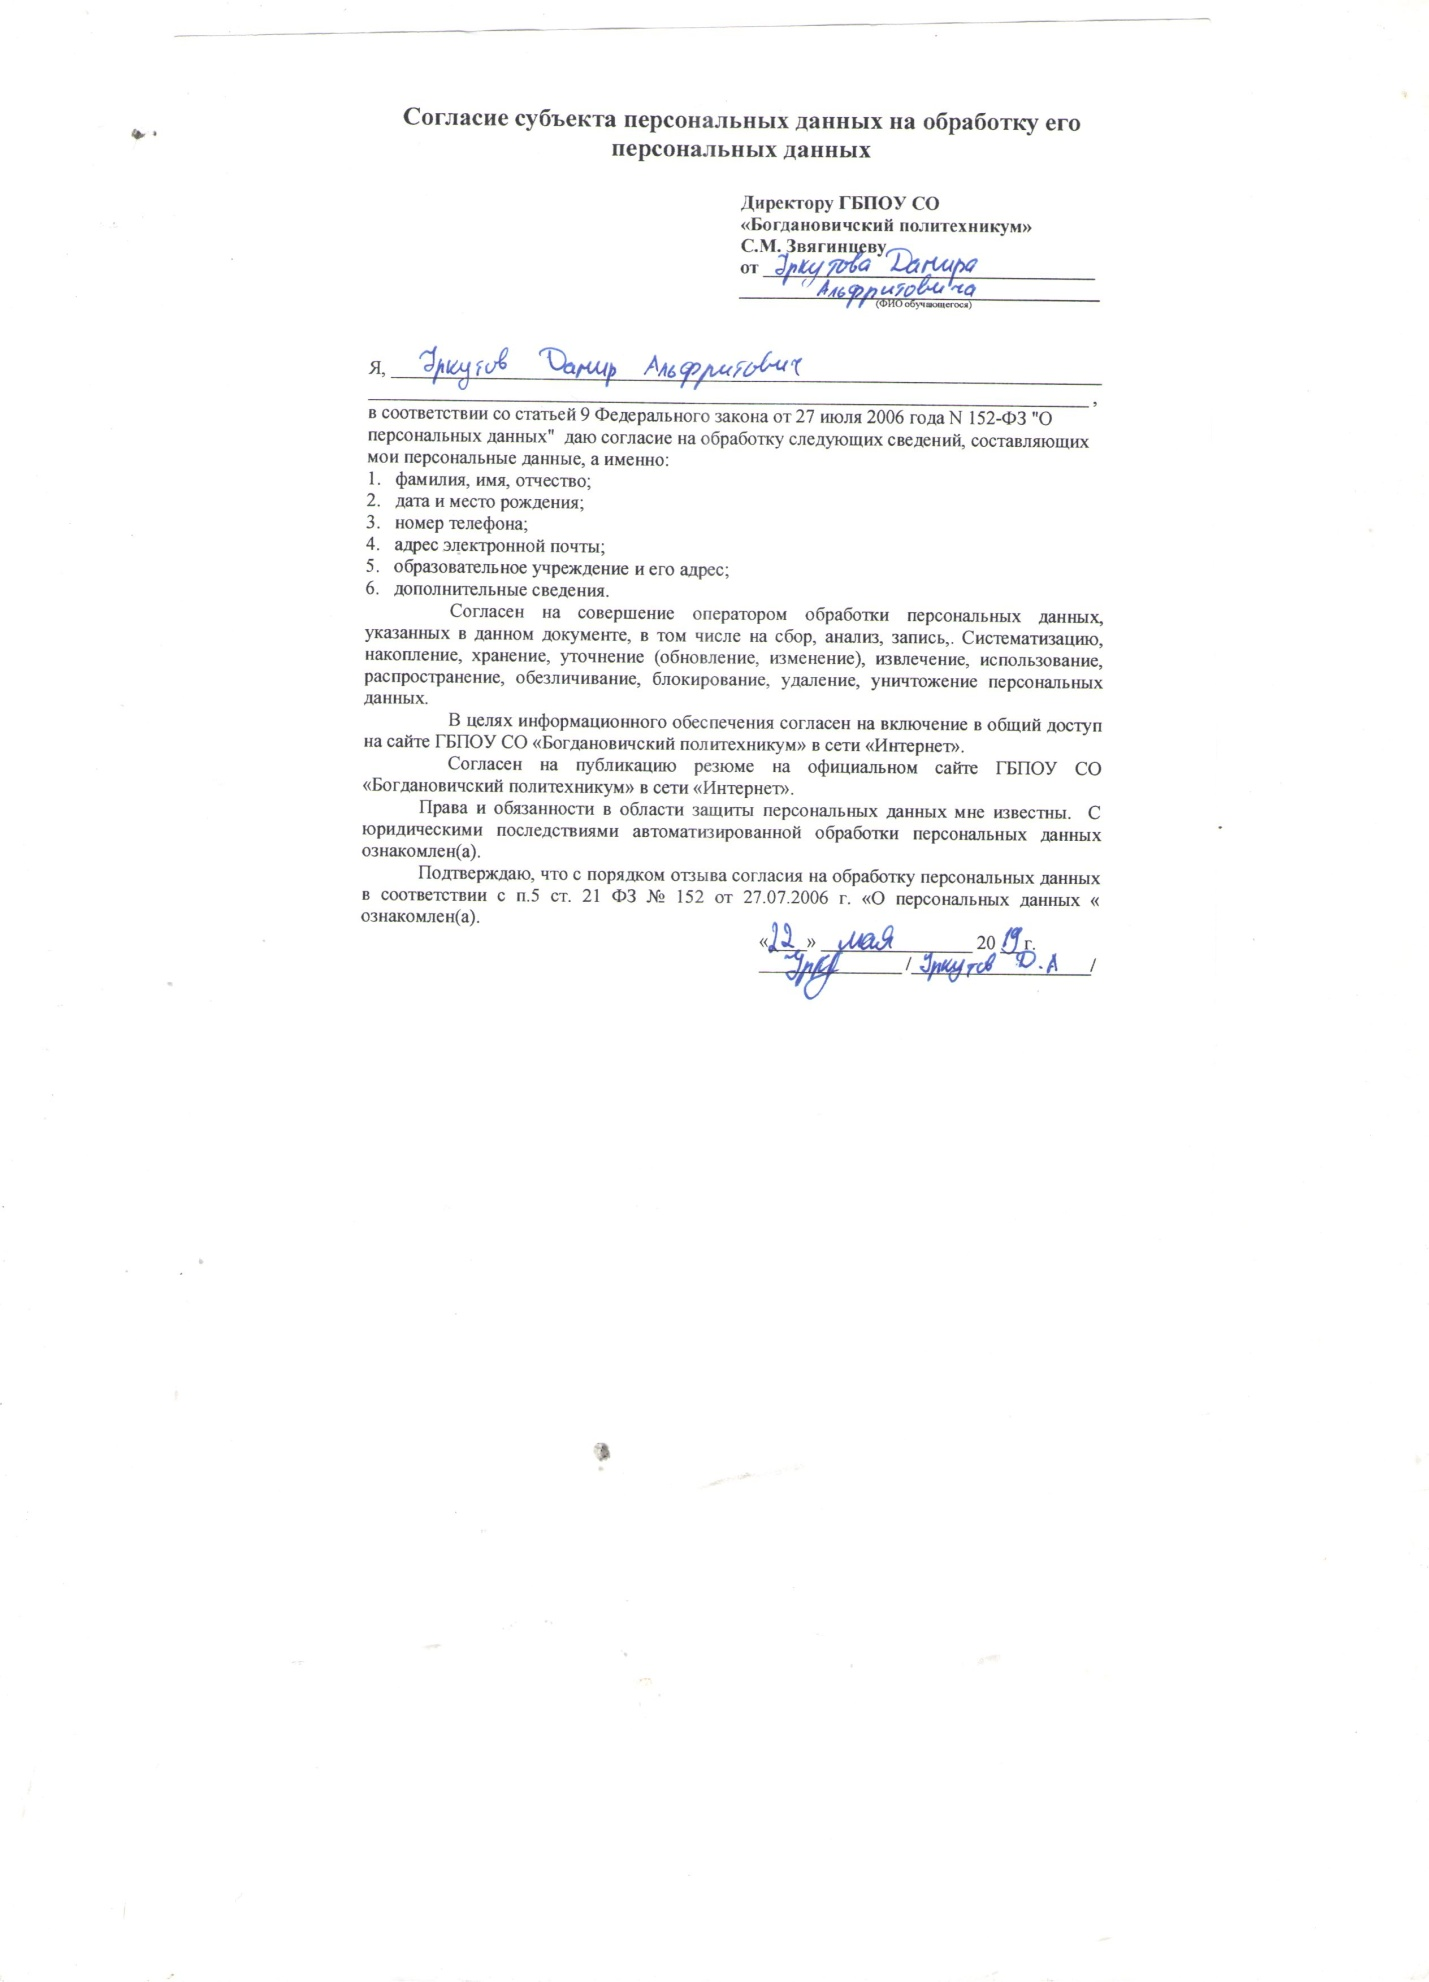 Согласие субъекта персональных данных на обработку его
персональных данных
Директору ГБПОУ СО
«Богдановичский политехникум»
С.М. Звягинцеву
от Уркутова Данира
Альфритовича
(ФИО обучающегося)
Я, Уркутов Данир Альфритович
,
в соответствии со статьей 9 Федерального закона от 27 июля 2006 года N 152-ФЗ "О
персональных данных" даю согласие на обработку следующих сведений, составляющих
мои персональные данные, а именно:
1. фамилия, имя, отчество;
2. дата и место рождения;
3. номер телефона;
4. адрес электронной почты;
5. образовательное учреждение и его адрес;
6. дополнительные сведения.
Согласен на совершение оператором обработки персональных данных,
указанных в данном документе, в том числе на сбор, анализ, запись,. Систематизацию,
накопление, хранение, уточнение (обновление, изменение), извлечение, использование,
распространение, обезличивание, блокирование, удаление, уничтожение персональных
данных.
В целях информационного обеспечения согласен на включение в общий доступ
на сайте ГБПОУ СО «Богдановичский политехникум» в сети «Интернет».
Согласен на публикацию резюме на официальном сайте ГБПОУ СО
«Богдановичский политехникум» в сети «Интернет».
Права и обязанности в области защиты персональных данных мне известны. С
юридическими последствиями автоматизированной обработки персональных данных
ознакомлен(а).
Подтверждаю, что с порядком отзыва согласия на обработку персональных данных
в соответствии с п.5 ст. 21 ФЗ № 152 от 27.07.2006 г. «О персональных данных «
ознакомлен(а).
«22» мая 2019 г.
Урку / Уркутов Д.А /